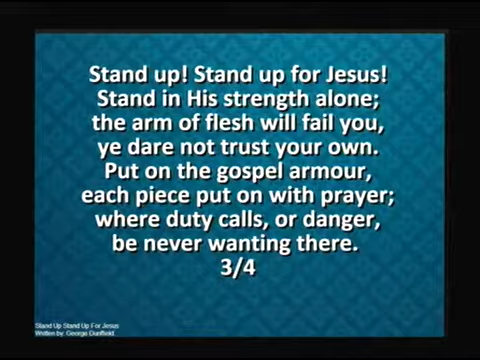 Stand up! Stand up for Jesus!
Stand in His strength alone;
the arm of flesh will fail you,
ye dare not trust your own.
Put on the gospel armour,
each piece put on with prayer;
where duty calls, or danger,
be never wanting there.
3/4
Stand Up Stand Up For Jesus
Written by: George Dunffield